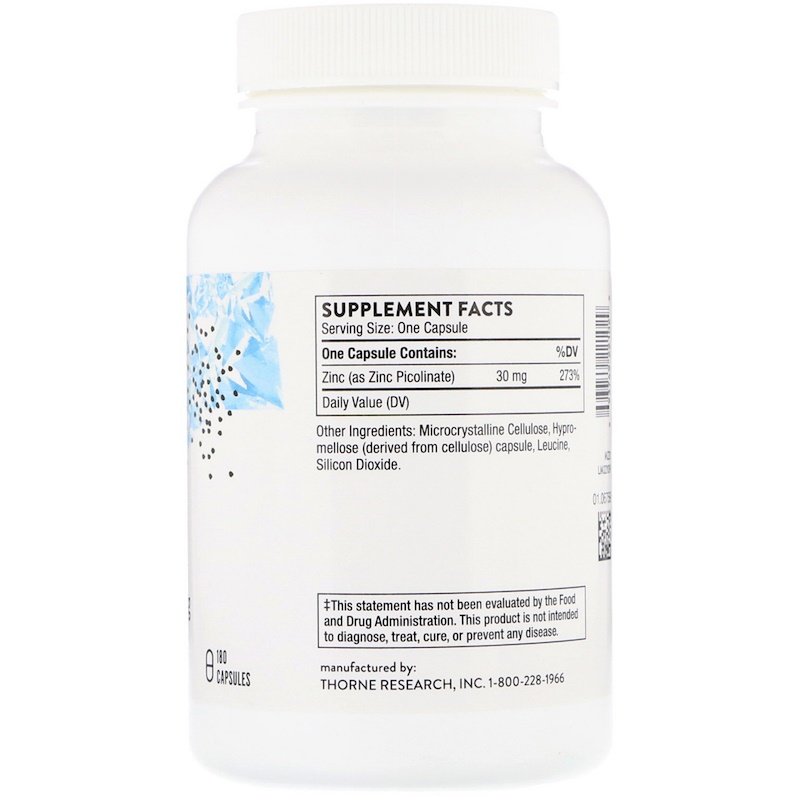 SUPPLEMENT FACTS
Serving Size: One Capsule
One Capsule Contains: %DV
Zinc (as Zinc Picolinate) 30 mg 273%
Daily Value (DV)
Other Ingredients: Microcrystalline Cellulose, Hypro-
mellose (derived from cellulose) capsule, Leucine,
Silicon Dioxide.
‡This statement has not been evaluated by the Food
and Drug Administration. This product is not intended
to diagnose, treat, cure, or prevent any disease.
180
CAPSULES
manufactured by:
THORNE RESEARCH, INC. 1-800-228-1966